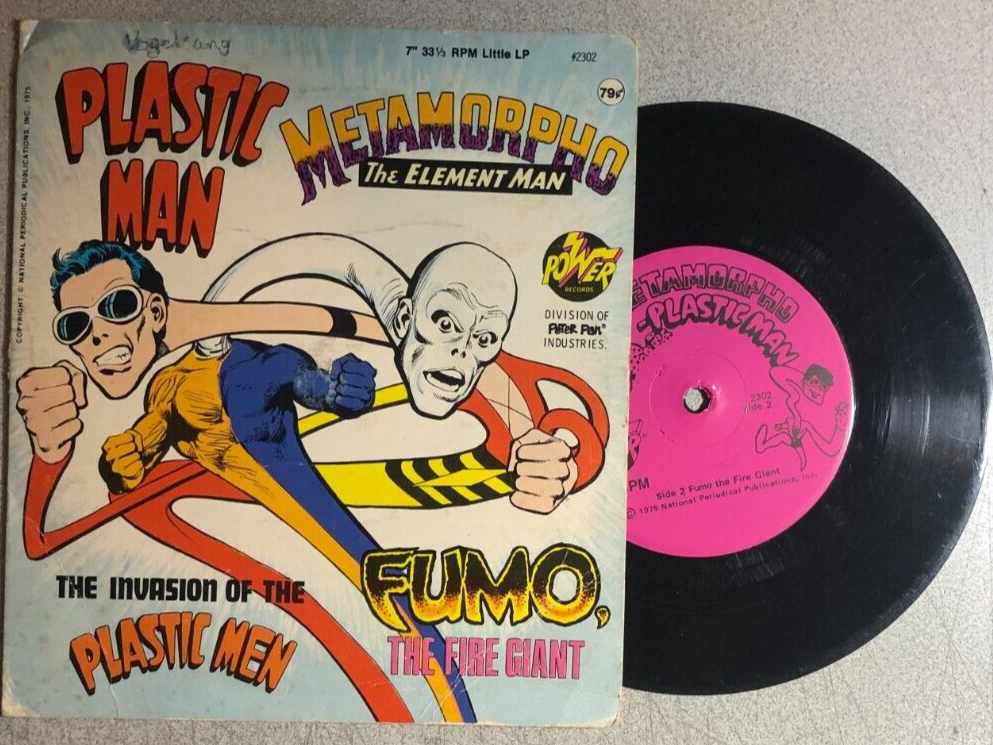 7" 33⅓ RPM Little LP
#2302
79¢
PLASTIC
MAN
METAMORPHO
The ELEMENT MAN
COPYRIGHT © NATIONAL PERIODICAL PUBLICATIONS, INC. 1975
POWER
RECORDS
DIVISION OF
Peter Pan®
INDUSTRIES.
THE INVASION OF THE
PLASTIC MEN
FUMO,
THE FIRE GIANT
METAMORPHO
-PLASTIC MAN
2302
Side 2
PM
Side 2 Fumo the Fire Giant
© 1975 National Periodical Publications, Inc.